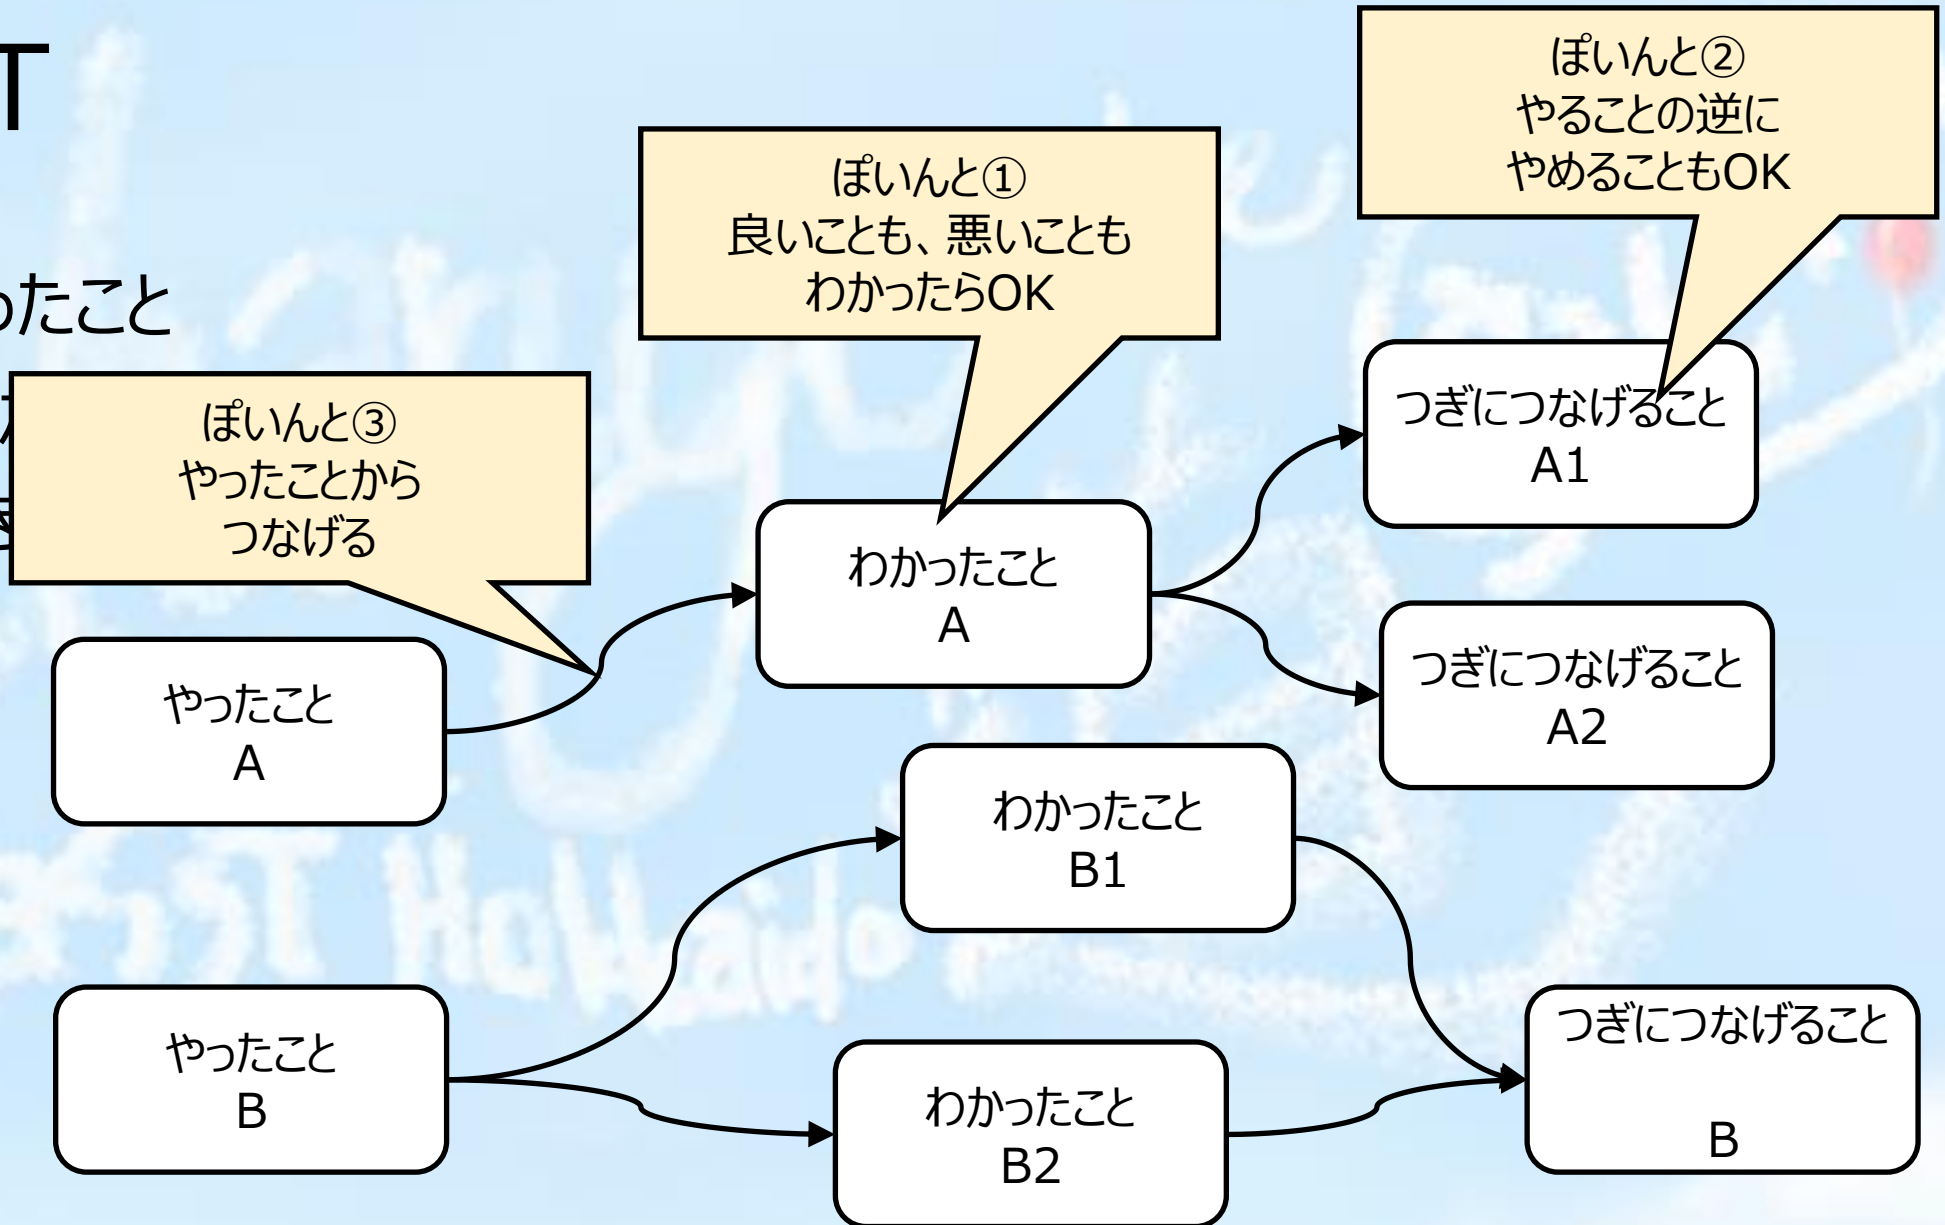 T
ったこと
ぽいんと①
良いことも、悪いことも
わかったらOK
ぽいんと②
やることの逆に
やめることもOK
ぽいんと③
やったことから
つなげる
つぎにつなげること
A1
わかったこと
A
つぎにつなげること
A2
やったこと
A
わかったこと
B1
やったこと
B
わかったこと
B2
つぎにつなげること
B